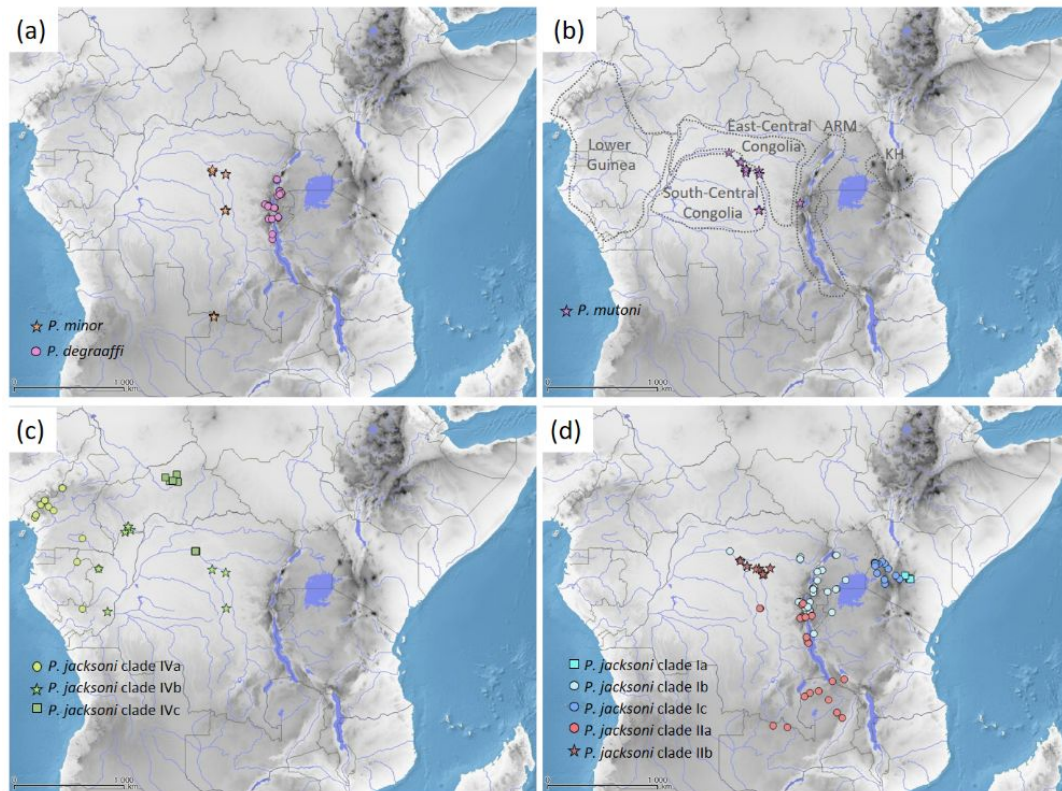 (a)
P. minor
P. degraaffi
0 1 000
km
(b)
Lower
Guinea
East-Central
Congolia
ARM
KH
South-Central
Congolia
P. mutoni
0 1 000
km
(c)
P. jacksoni clade IVa
P. jacksoni clade IVb
P. jacksoni clade IVc
0 1 000
km
(d)
P. jacksoni clade Ia
P. jacksoni clade Ib
P. jacksoni clade Ic
P. jacksoni clade IIa
P. jacksoni clade IIb
0 1 000
km